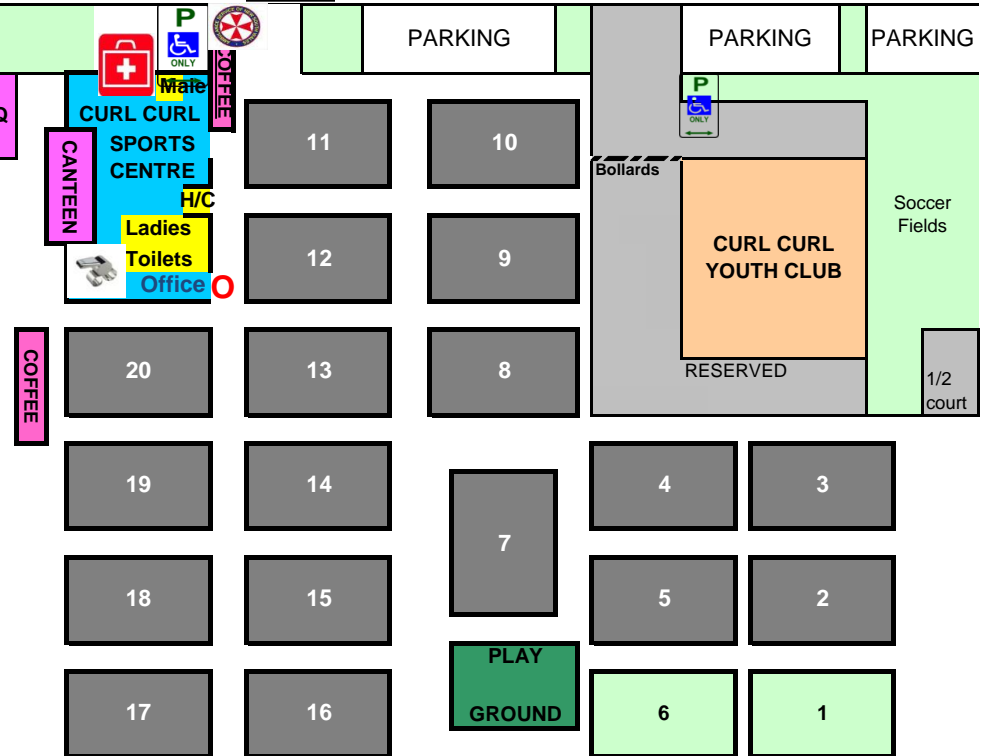 P
ONLY
PARKING
PARKING
PARKING
COFFEE
Male
P
ONLY
Q
CURL CURL
SPORTS
CENTRE
CANTEEN
11
10
Bollards
H/C
Ladies
Toilets
Office
O
12
9
CURL CURL
YOUTH CLUB
Soccer
Fields
COFFEE
20
13
8
RESERVED
1/2
court
19
14
7
4
3
18
15
5
2
PLAY
GROUND
17
16
6
1